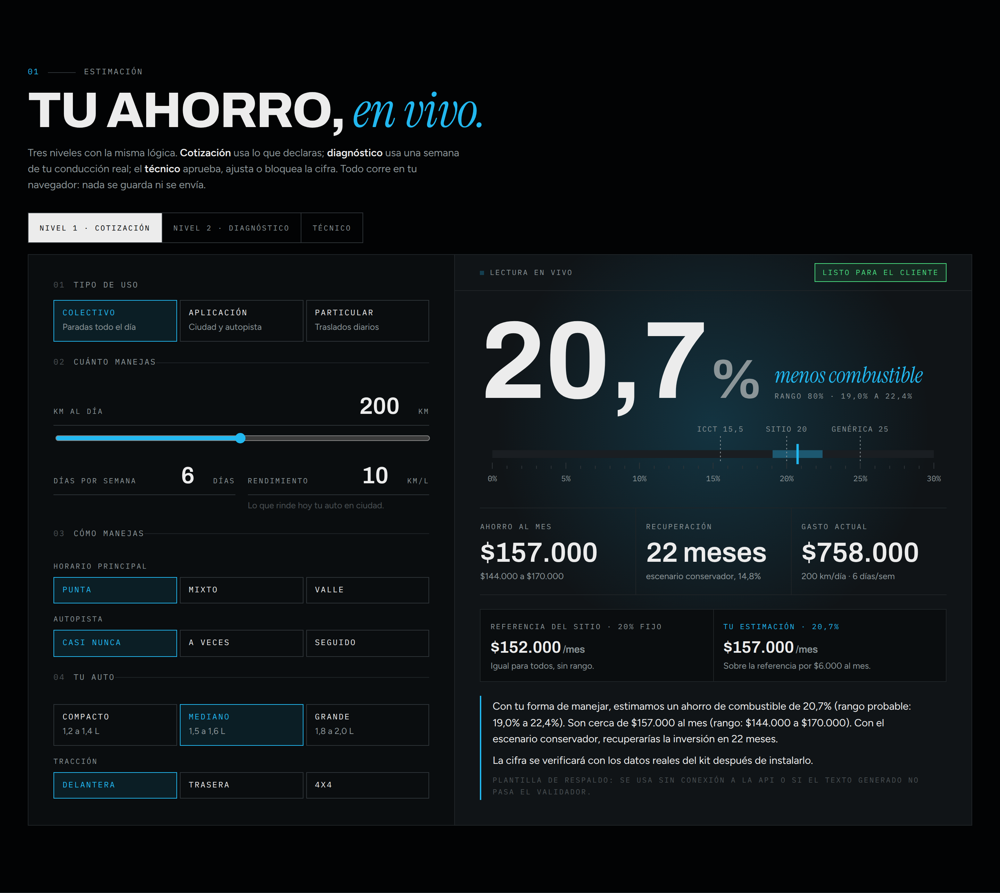 01 ESTIMACIÓN
TU AHORRO, en vivo.
Tres niveles con la misma lógica. Cotización usa lo que declaras; diagnóstico usa una semana
de tu conducción real; el técnico aprueba, ajusta o bloquea la cifra. Todo corre en tu
navegador: nada se guarda ni se envía.
NIVEL 1 · COTIZACIÓN NIVEL 2 · DIAGNÓSTICO TÉCNICO
01 TIPO DE USO
COLECTIVO APLICACIÓN PARTICULAR
Paradas todo el día Ciudad y autopista Traslados diarios
02 CUÁNTO MANEJAS
KM AL DÍA 200 KM
DÍAS POR SEMANA 6 DÍAS RENDIMIENTO 10 KM/L
Lo que rinde hoy tu auto en ciudad.
03 CÓMO MANEJAS
HORARIO PRINCIPAL
PUNTA MIXTO VALLE
AUTOPISTA
CASI NUNCA A VECES SEGUIDO
04 TU AUTO
COMPACTO MEDIANO GRANDE
1,2 a 1,4 L 1,5 a 1,6 L 1,8 a 2,0 L
TRACCIÓN
DELANTERA TRASERA 4X4
LECTURA EN VIVO LISTO PARA EL CLIENTE
20,7% menos combustible
RANGO 80% · 19,0% A 22,4%
ICCT 15,5 SITIO 20 GENÉRICA 25
0% 5% 10% 15% 20% 25% 30%
AHORRO AL MES RECUPERACIÓN GASTO ACTUAL
$157.000 22 meses $758.000
$144.000 a $170.000 escenario conservador, 14,8% 200 km/día · 6 días/sem
REFERENCIA DEL SITIO · 20% FIJO TU ESTIMACIÓN · 20,7%
$152.000 /mes $157.000 /mes
Igual para todos, sin rango. Sobre la referencia por $6.000 al mes.
Con tu forma de manejar, estimamos un ahorro de combustible de 20,7% (rango probable:
19,0% a 22,4%). Son cerca de $157.000 al mes (rango: $144.000 a $170.000). Con el
escenario conservador, recuperarías la inversión en 22 meses.
La cifra se verificará con los datos reales del kit después de instalarlo.
PLANTILLA DE RESPALDO: SE USA SIN CONEXIÓN A LA API O SI EL TEXTO GENERADO NO
PASA EL VALIDADOR.